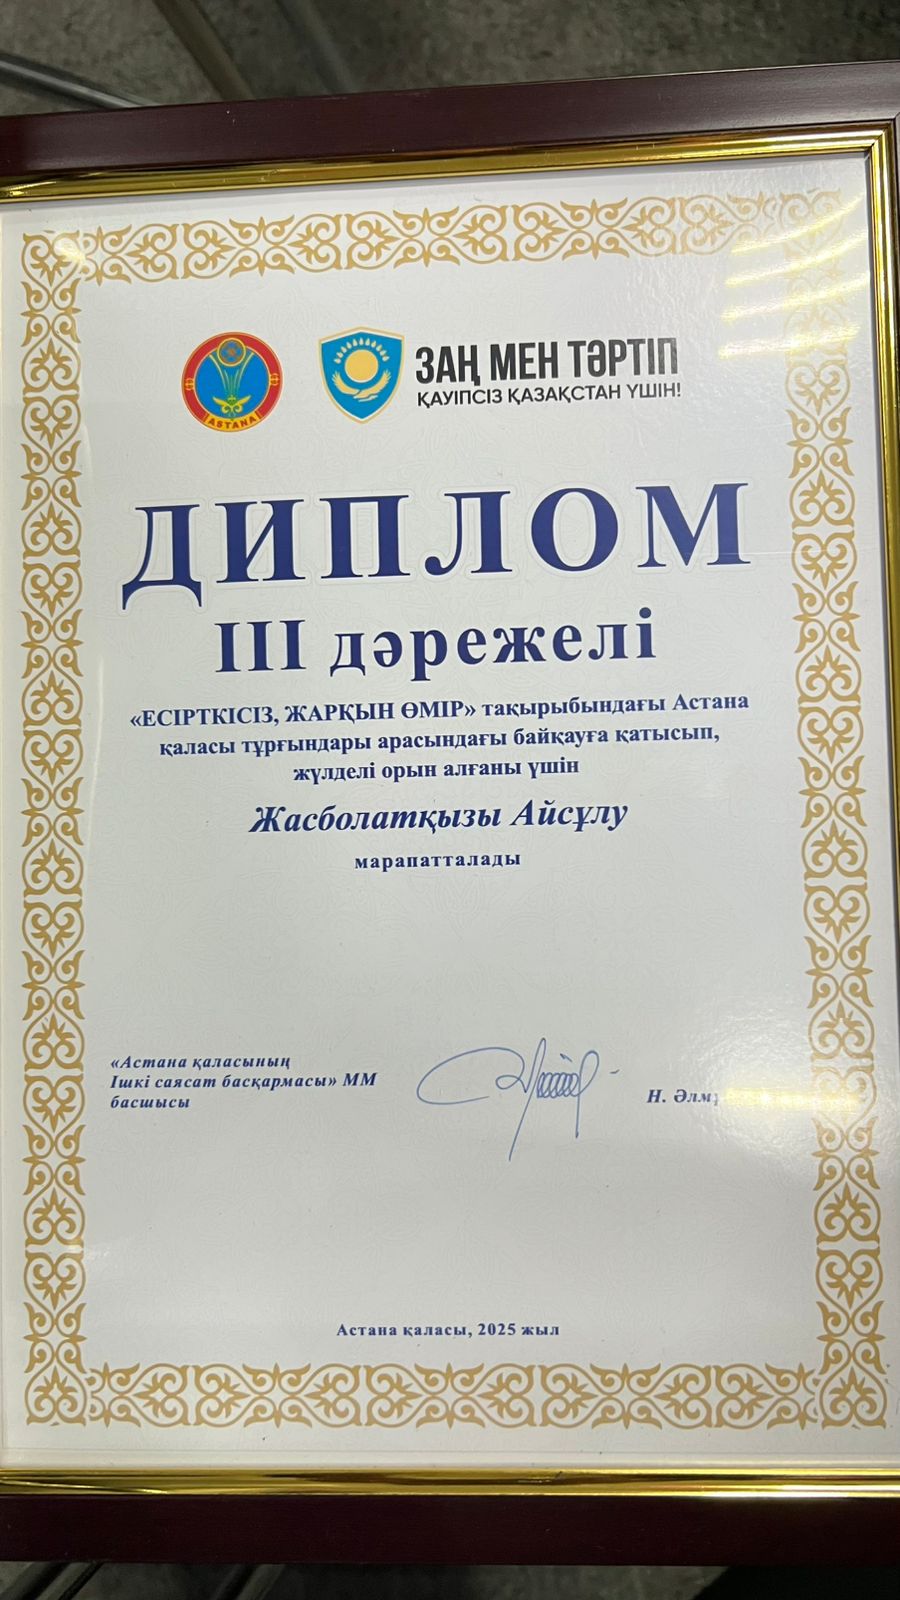 ASTANA
ЗАҢ МЕН ТӘРТІП
ҚАУІПСІЗ ҚАЗАҚСТАН ҮШІН!
ДИПЛОМ
III дәрежелі
«ЕСІРТКІСІЗ, ЖАРҚЫН ӨМІР» тақырыбындағы Астана
қаласы тұрғындары арасындағы байқауға қатысып,
жүлделі орын алғаны үшін
Жасболатқызы Айсұлу
марапатталады
«Астана қаласының
Ішкі саясат басқармасы» ММ
басшысы
Н.
Астана қаласы, 2025 жыл